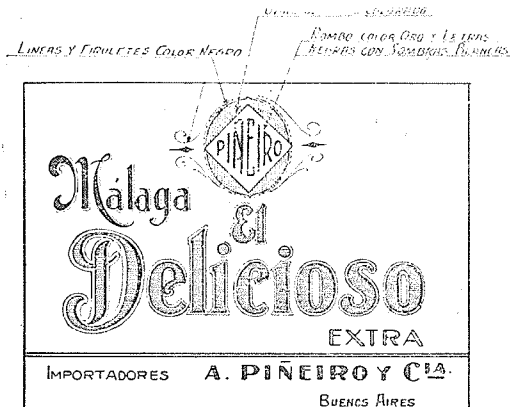 COLORADO
ROMBO COLOR ORO Y LETRAS
NEGRAS CON SOMBRAS BLANCAS
LINEAS Y FIRULETES COLOR NEGRO
PIÑEIRO
Málaga
El
Delicioso
EXTRA
IMPORTADORES A. PIÑEIRO Y CIA.
BUENOS AIRES